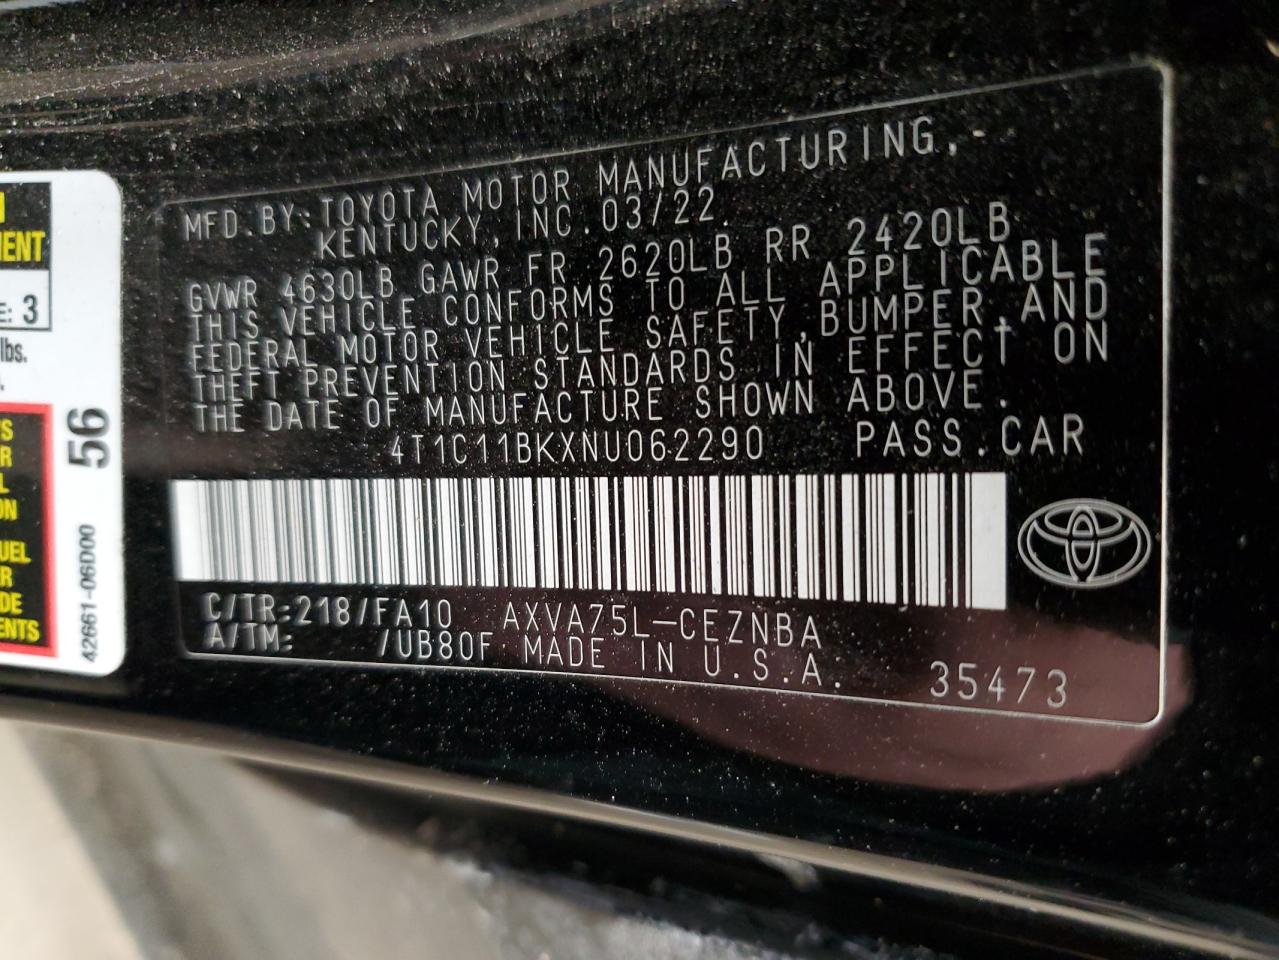 MFD.BY:TOYOTA MOTOR MANUFACTURING,
KENTUCKY, INC. 03/22
GVWR 4630LB GAWR FR 2620LB RR 2420LB
THIS VEHICLE CONFORMS TO ALL APPLICABLE
FEDERAL MOTOR VEHICLE SAFETY,BUMPER,AND
THEFT PREVENTION STANDARDS IN EFFECT ON
THE DATE OF MANUFACTURE SHOWN ABOVE.
4T1C11BKXNU062290 PASS.CAR
C/TR:218/FA10 AXVA75L-CEZNBA
A/TM: /UB80F MADE IN U.S.A. 35473
: 3
lbs.
56
42661-06D00